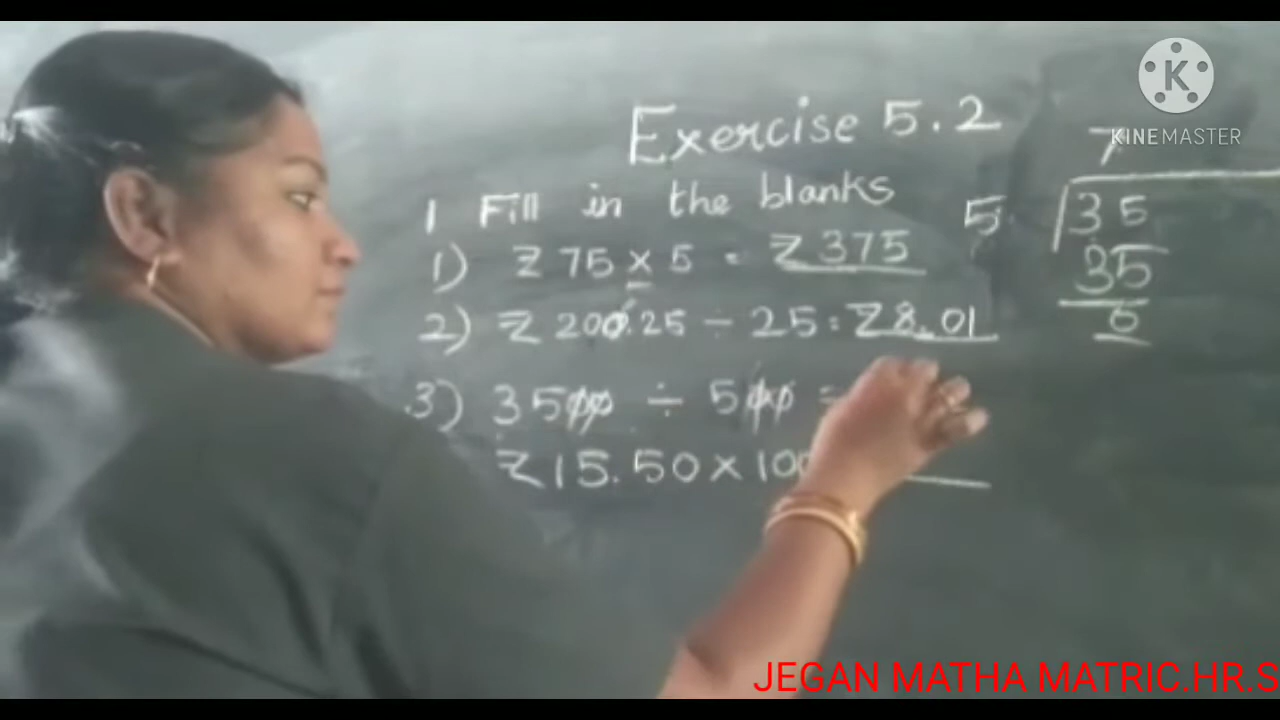 K
KINEMASTER
Exercise 5.2
1 Fill in the blanks
1) ₹ 75 × 5 = ₹ 375
2) ₹ 200.25 ÷ 25 = ₹ 8.01
3) 3500 ÷ 500 =
₹ 15.50 × 100
7
5 35
35
0
JEGAN MATHA MATRIC.HR.S